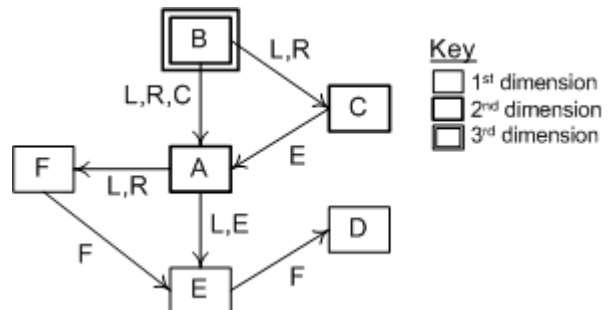 B
L,R
Key
1st dimension
L,R,C
C
2nd dimension
3rd dimension
E
F
A
L,R
L,E
D
F
E
F